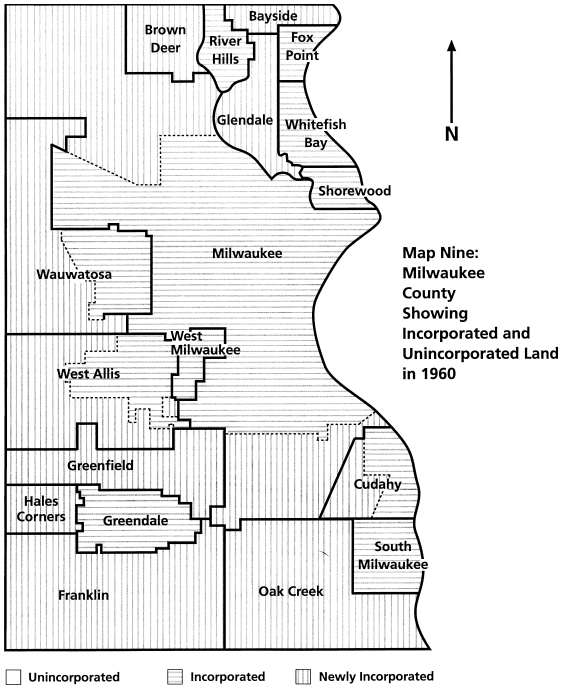 Bayside
Brown
Deer
River
Hills
Fox
Point
Glendale
Whitefish
Bay
N
Shorewood
Milwaukee
Wauwatosa
Map Nine:
Milwaukee
County
Showing
Incorporated and
Unincorporated Land
in 1960
West
Milwaukee
West Allis
Greenfield
Cudahy
Hales
Corners
Greendale
South
Milwaukee
Franklin
Oak Creek
Unincorporated
Incorporated
Newly Incorporated